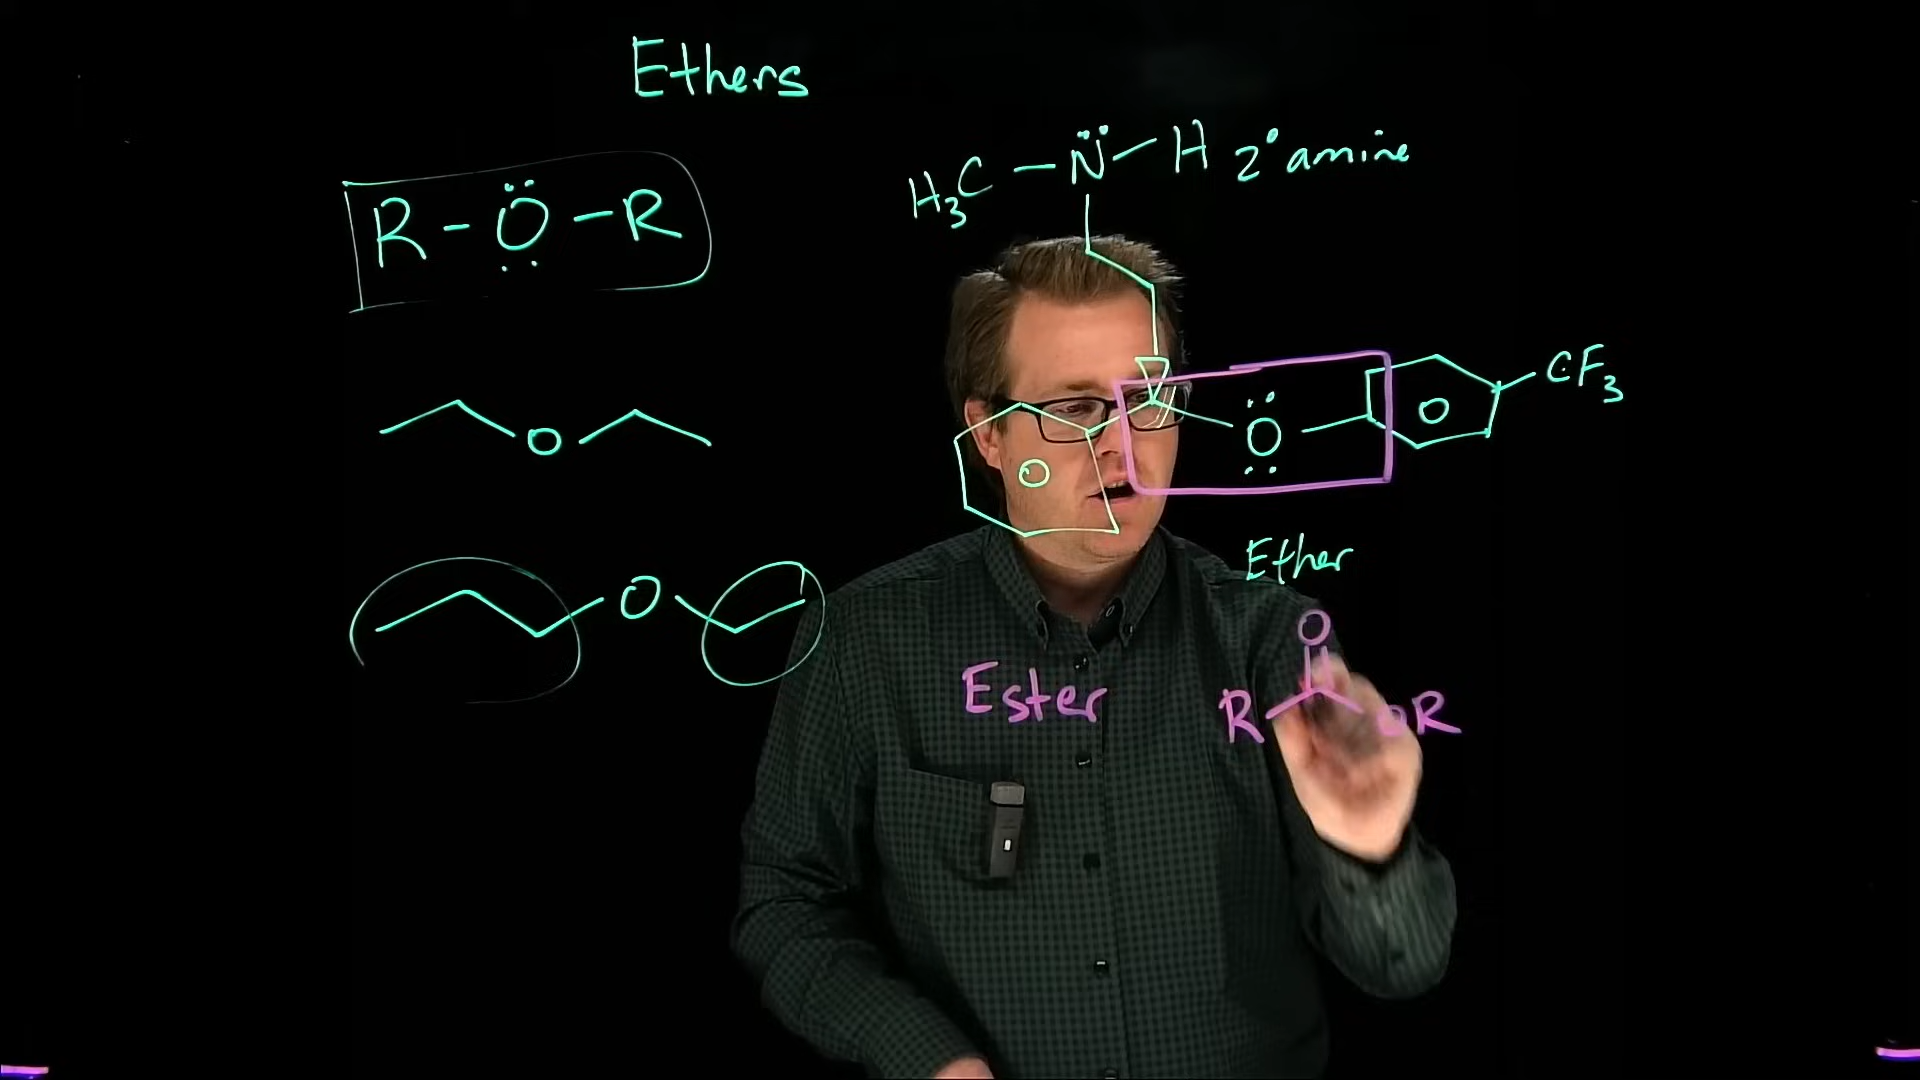 Ethers
H₃C - N̈ - H 2° amine
R - Ö - R
O
O O CF₃
O
Ether
O
O
Ester
R OR